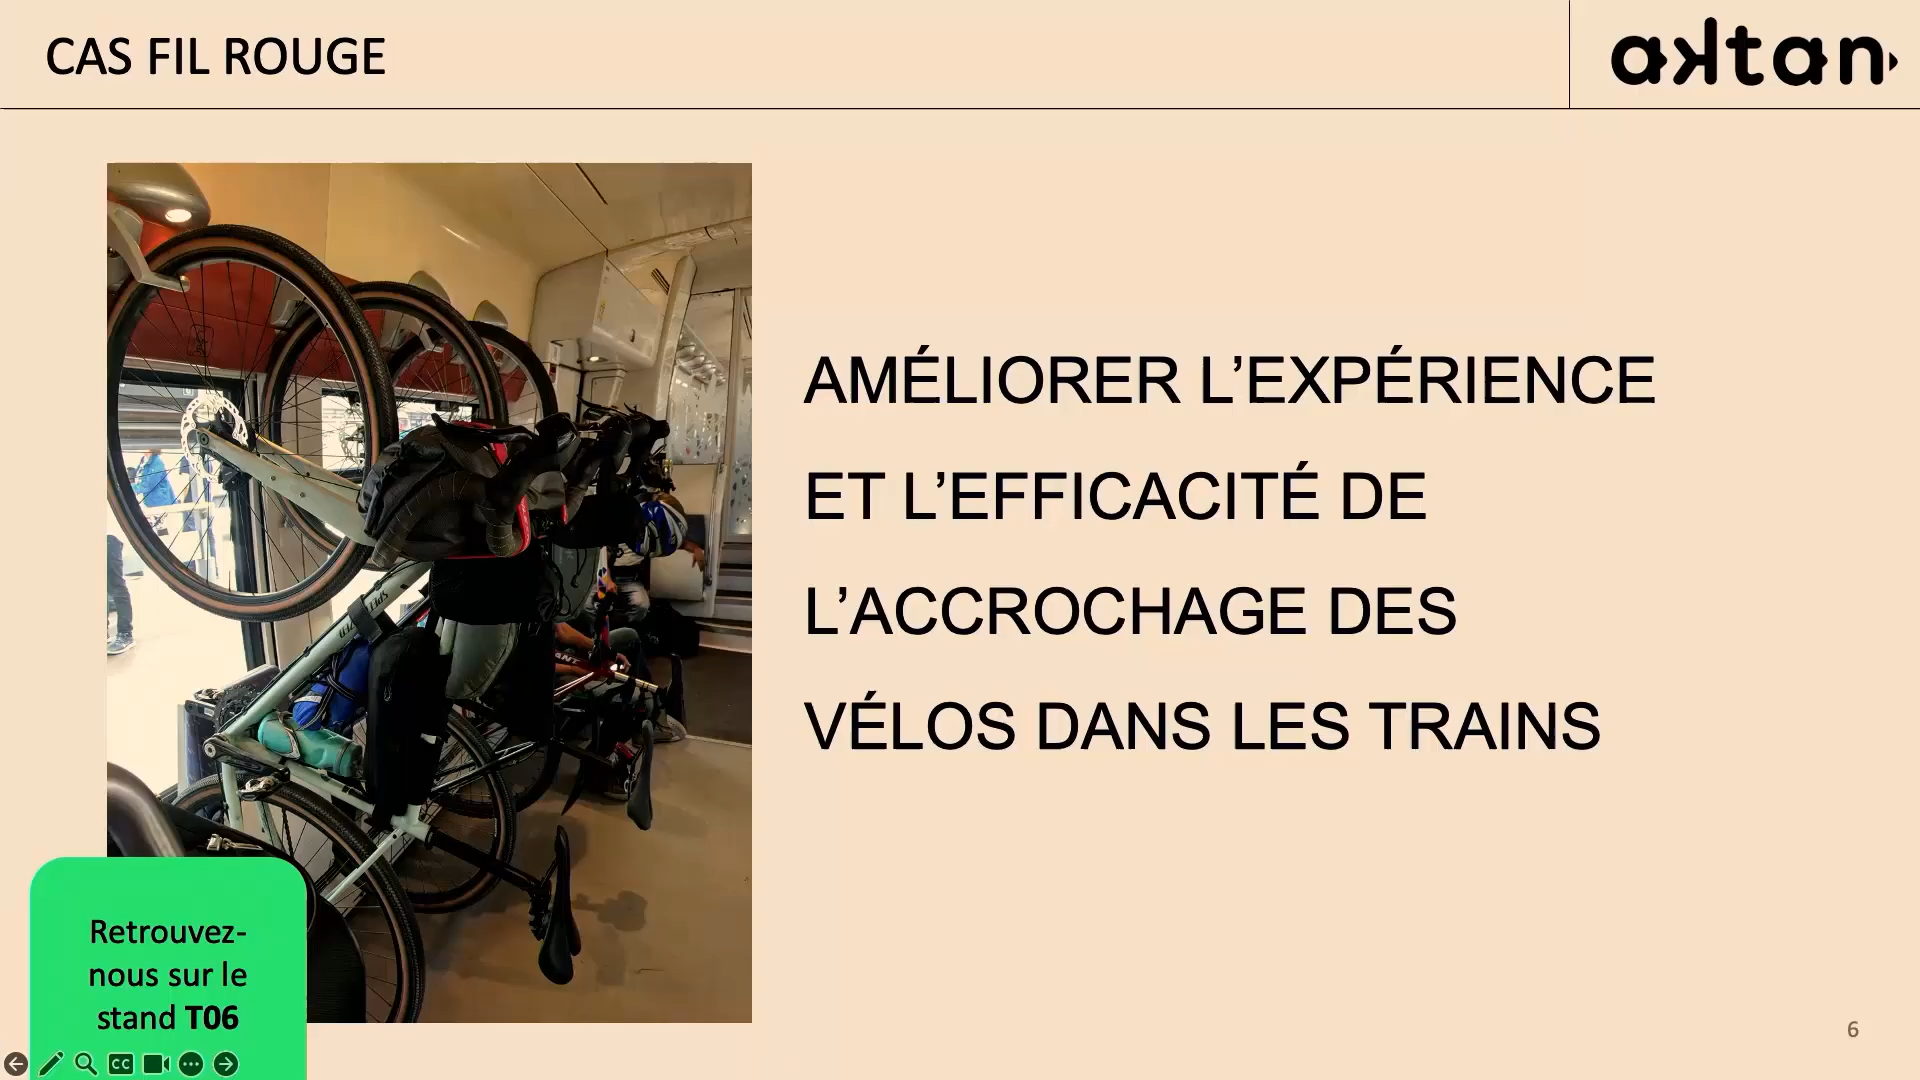 CAS FIL ROUGE
aktan
AMÉLIORER L’EXPÉRIENCE
ET L’EFFICACITÉ DE
L’ACCROCHAGE DES
VÉLOS DANS LES TRAINS
Retrouvez-
nous sur le
stand T06
CC
6